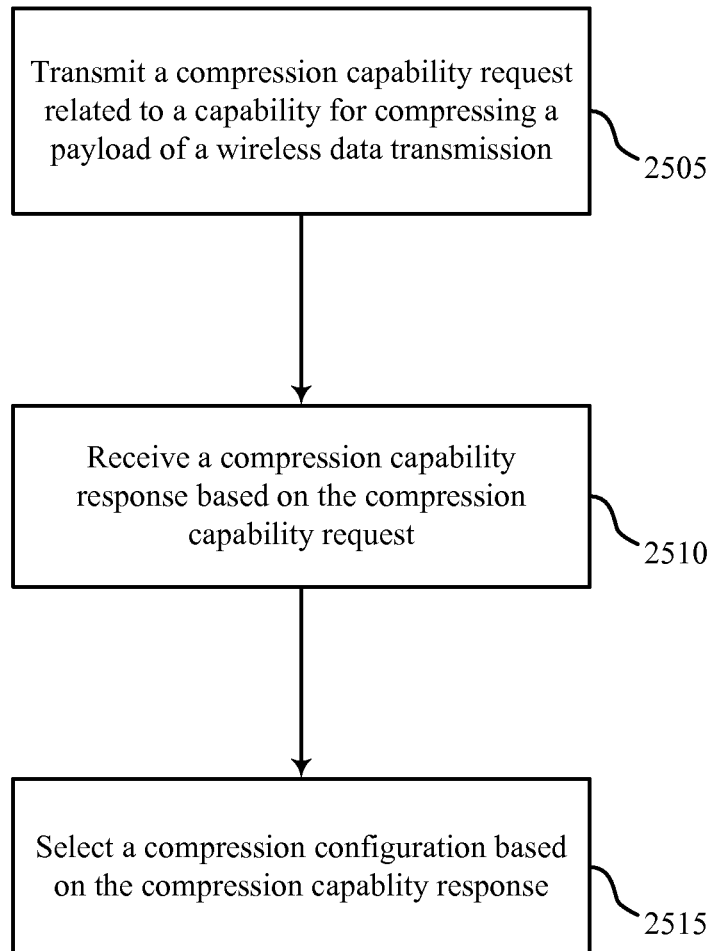 Transmit a compression capability request
related to a capability for compressing a
payload of a wireless data transmission
2505
Receive a compression capability
response based on the compression
capability request
2510
Select a compression configuration based
on the compression capablity response
2515